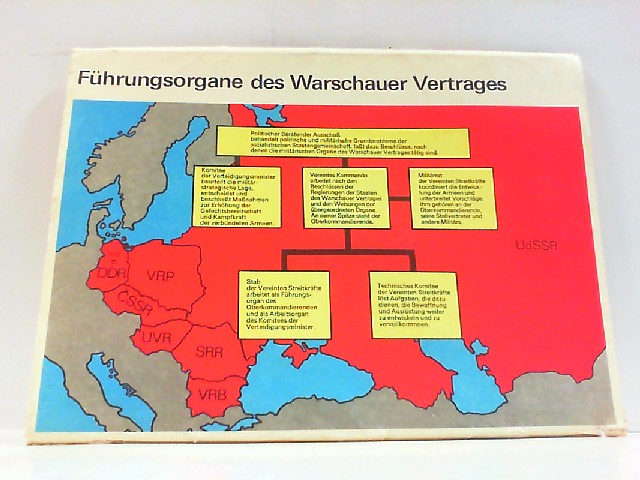 Führungsorgane des Warschauer Vertrages
Politischer Beratender Ausschuß
behandelt politische und militärische Grundprobleme der
sozialistischen Staatengemeinschaft, faßt dazu Beschlüsse, nach
denen die militärischen Organe des Warschauer Vertrages tätig sind.
Komitee
der Verteidigungsminister
beurteilt die militär-
strategische Lage,
entscheidet und
beschließt Maßnahmen
zur Erhöhung der
Gefechtsbereitschaft
und Kampfkraft
der verbündeten Armeen.
Vereintes Kommando
arbeitet nach den
Beschlüssen der
Regierungen der Staaten
des Warschauer Vertrages
und den Weisungen der
übergeordneten Organe.
An seiner Spitze steht der
Oberkommandierende.
Militärrat
der Vereinten Streitkräfte
koordiniert die Entwick-
lung der Armeen und
unterbreitet Vorschläge.
Ihm gehören an der
Oberkommandierende,
seine Stellvertreter und
andere Militärs.
Stab
der Vereinten Streitkräfte
arbeitet als Führungs-
organ des
Oberkommandierenden
und als Arbeitsorgan
des Komitees der
Verteidigungsminister.
Technisches Komitee
der Vereinten Streitkräfte
löst Aufgaben, die dazu
dienen, die Bewaffnung
und Ausrüstung weiter
zu entwickeln und zu
vervollkommnen.
UdSSR
DDR
VRP
ČSSR
UVR
SRR
VRB